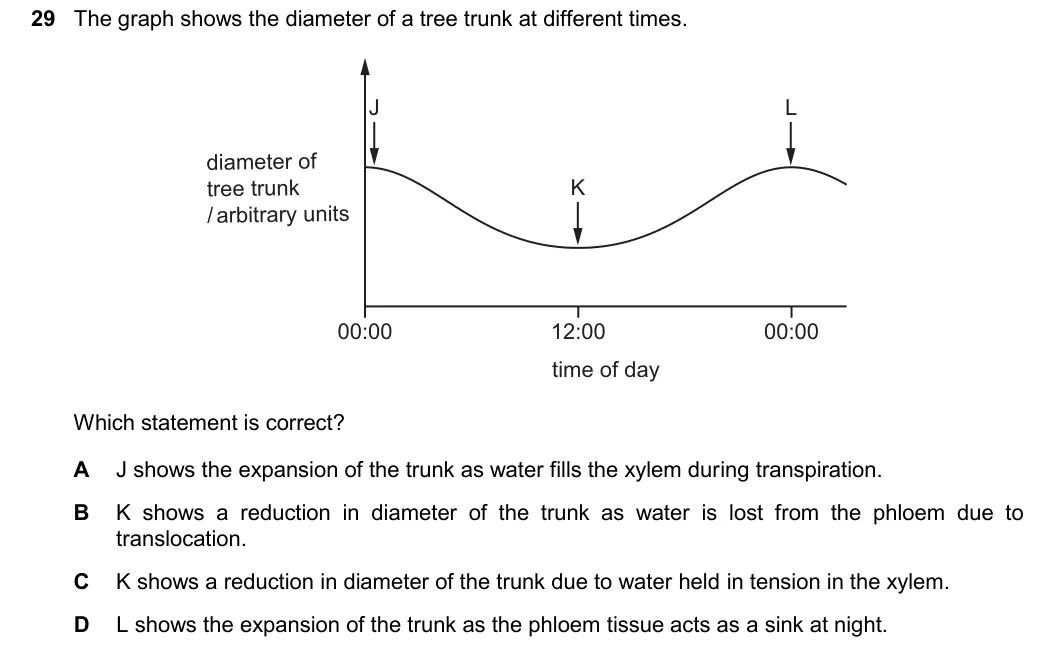 29 The graph shows the diameter of a tree trunk at different times.
J
L
K
diameter of
tree trunk
/ arbitrary units
00:00 12:00 00:00
time of day
Which statement is correct?
A J shows the expansion of the trunk as water fills the xylem during transpiration.
B K shows a reduction in diameter of the trunk as water is lost from the phloem due to
translocation.
C K shows a reduction in diameter of the trunk due to water held in tension in the xylem.
D L shows the expansion of the trunk as the phloem tissue acts as a sink at night.